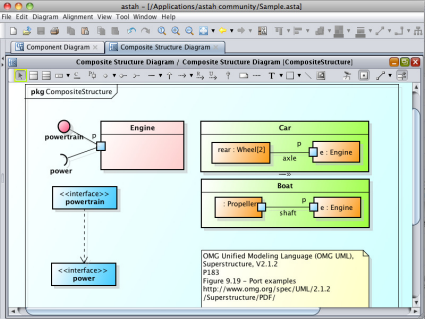 astah - [/Applications/astah community/Sample.asta]
File Edit Diagram Alignment View Tool Window Help
Component Diagram Composite Structure Diagram
Composite Structure Diagram / Composite Structure Diagram [CompositeStructure]
pkg CompositeStructure
powertrain
p
Engine
power
<<interface>>
powertrain
<<interface>>
power
Car
rear : Wheel[2]
p
axle
e : Engine
Boat
: Propeller
p
shaft
e : Engine
OMG Unified Modeling Language (OMG UML),
Superstructure, V2.1.2
P183
Figure 9.19 - Port examples
http://www.omg.org/spec/UML/2.1.2
/Superstructure/PDF/